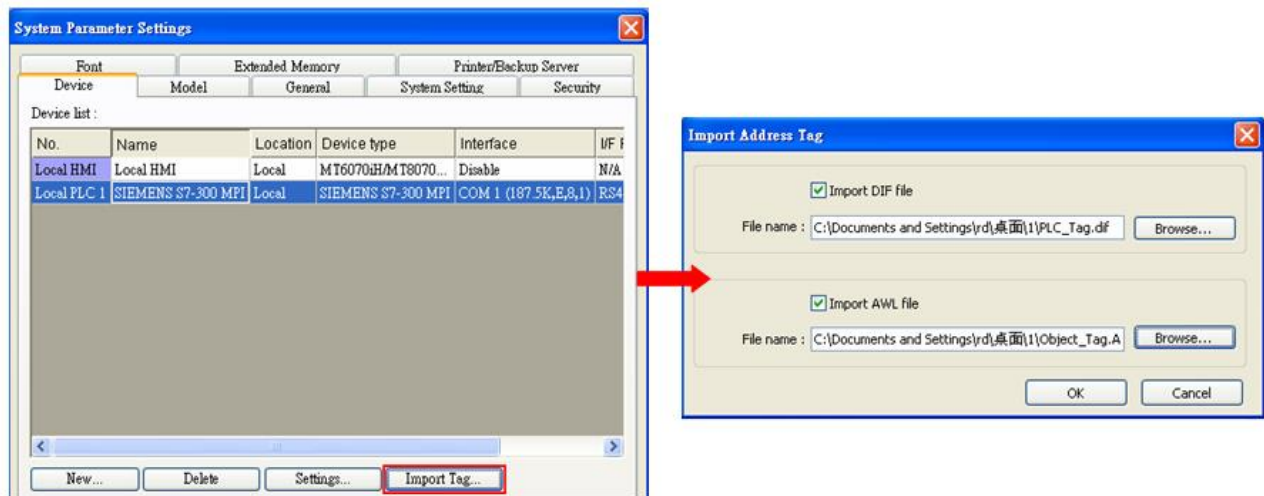 System Parameter Settings
Font Extended Memory Printer/Backup Server
Device Model General System Setting Security
Device list :
No. Name Location Device type Interface I/F
Local HMI Local HMI Local MT6070iH/MT8070... Disable N/A
Local PLC 1 SIEMENS S7-300 MPI Local SIEMENS S7-300 MPI COM 1 (187.5K,E,8,1) RS4
New... Delete Settings... Import Tag...
Import Address Tag
Import DIF file
File name : C:\Documents and Settings\rd\桌面\1\PLC_Tag.dif Browse...
Import AWL file
File name : C:\Documents and Settings\rd\桌面\1\Object_Tag.A Browse...
OK Cancel